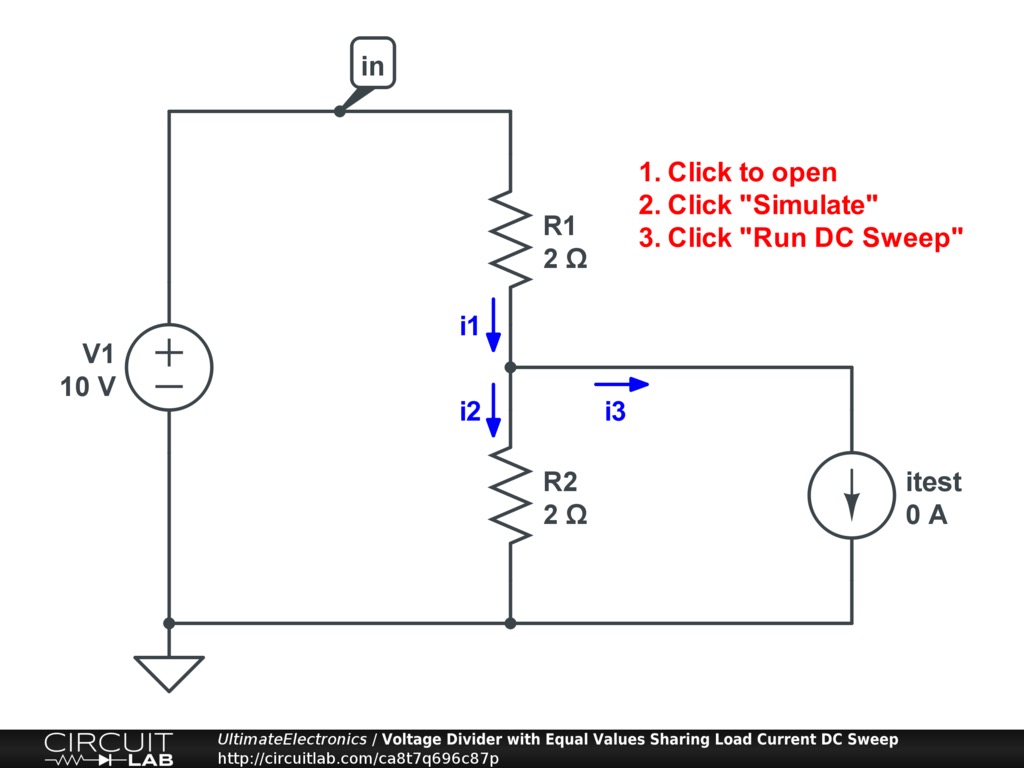 in
1. Click to open
2. Click "Simulate"
3. Click "Run DC Sweep"
R1
2 Ω
i1
V1
10 V
i2
i3
R2
2 Ω
itest
0 A
CIRCUIT
LAB
UltimateElectronics / Voltage Divider with Equal Values Sharing Load Current DC Sweep
http://circuitlab.com/ca8t7q696c87p